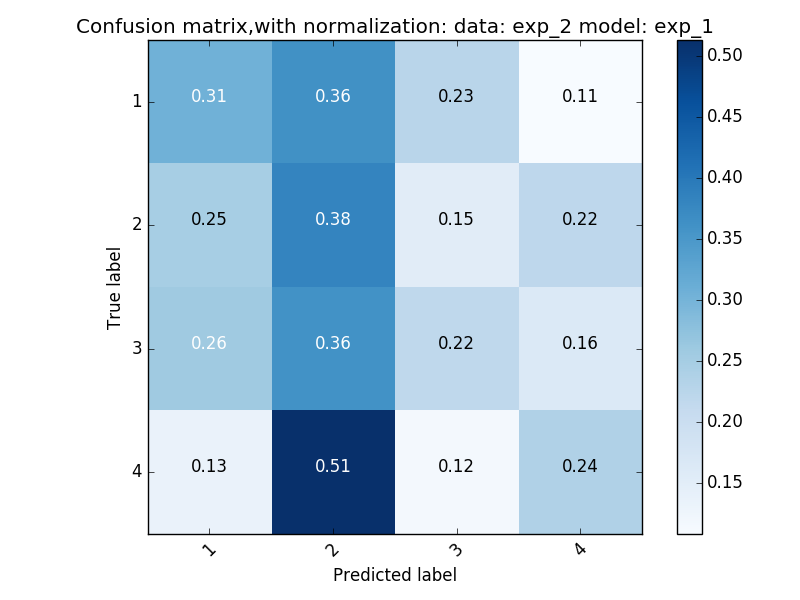 Confusion matrix,with normalization: data: exp_2 model: exp_1
True label
1
0.31 0.36 0.23 0.11
2
0.25 0.38 0.15 0.22
3
0.26 0.36 0.22 0.16
4
0.13 0.51 0.12 0.24
1 2 3 4
Predicted label
0.50
0.45
0.40
0.35
0.30
0.25
0.20
0.15